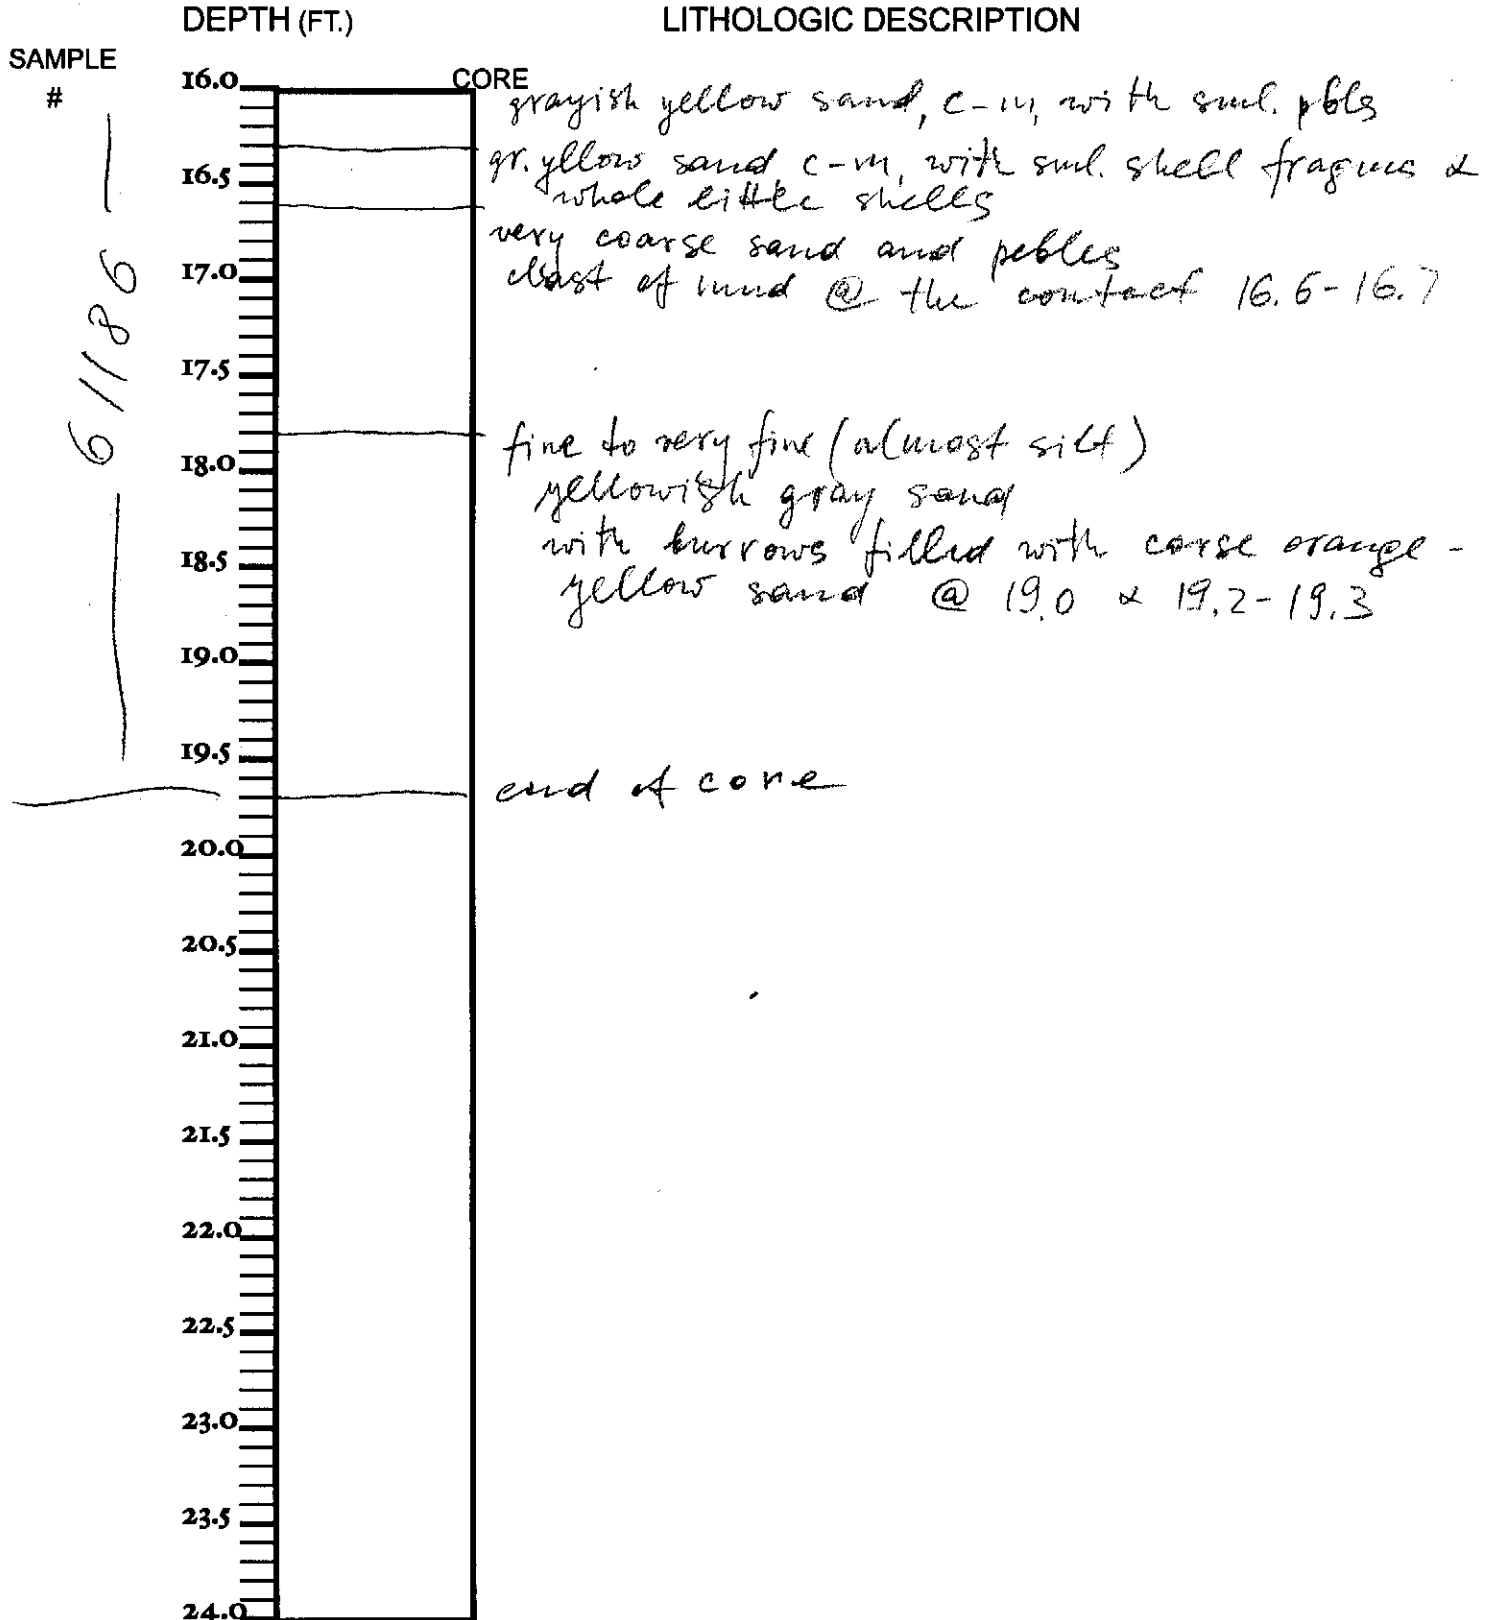 DEPTH (FT.)
LITHOLOGIC DESCRIPTION
SAMPLE
#
CORE
61186
16.0
grayish yellow sand, c-m, with sml. pbls
gr. yllow sand c-m, with sml. shell fragms &
16.5
whole little shells
very coarse sand and pebles
17.0
clast of mud @ the contact 16.6-16.7
17.5
fine to very fine (almost silt)
18.0
yellowish gray sand
with burrows filled with corse orange-
18.5
yellow sand @ 19.0 & 19.2-19.3
19.0
19.5
end of core
20.0
20.5
21.0
21.5
22.0
22.5
23.0
23.5
24.0